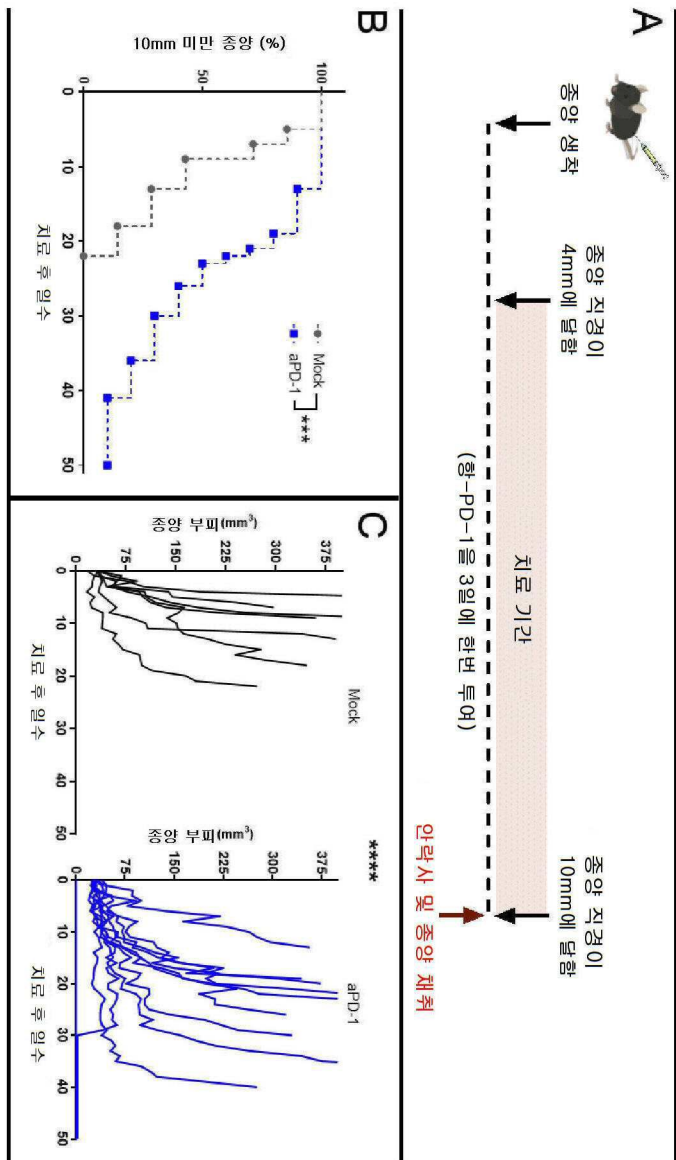 A
종양 생착
종양 직경이
4mm에 달함
치료 기간
(항-PD-1을 3일에 한번 투여)
종양 직경이
10mm에 달함
안락사 및 종양 채취
B
10mm 미만 종양 (%)
100
50
0
0
10
20
30
40
50
치료 후 일수
Mock
aPD-1
***
C
종양 부피(mm³)
375
300
225
150
75
0
0
10
20
30
40
50
치료 후 일수
Mock
****
종양 부피(mm³)
375
300
225
150
75
0
0
10
20
30
40
50
치료 후 일수
aPD-1